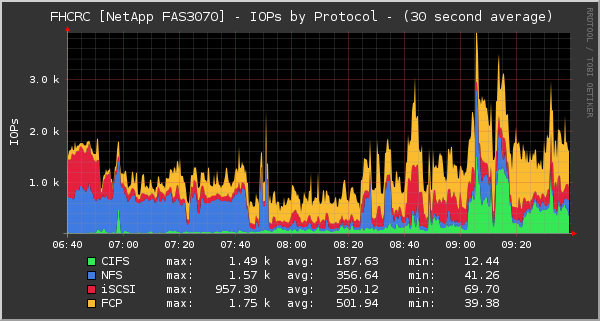 FHCRC [NetApp FAS3070] - IOPs by Protocol - (30 second average)
RRDTOOL / TOBI OETIKER
IOPs
3.0 k
2.0 k
1.0 k
06:40 07:00 07:20 07:40 08:00 08:20 08:40 09:00 09:20
CIFS max: 1.49 k avg: 187.63 min: 12.44
NFS max: 1.57 k avg: 356.64 min: 41.26
iSCSI max: 957.30 avg: 250.12 min: 69.70
FCP max: 1.75 k avg: 501.94 min: 39.38